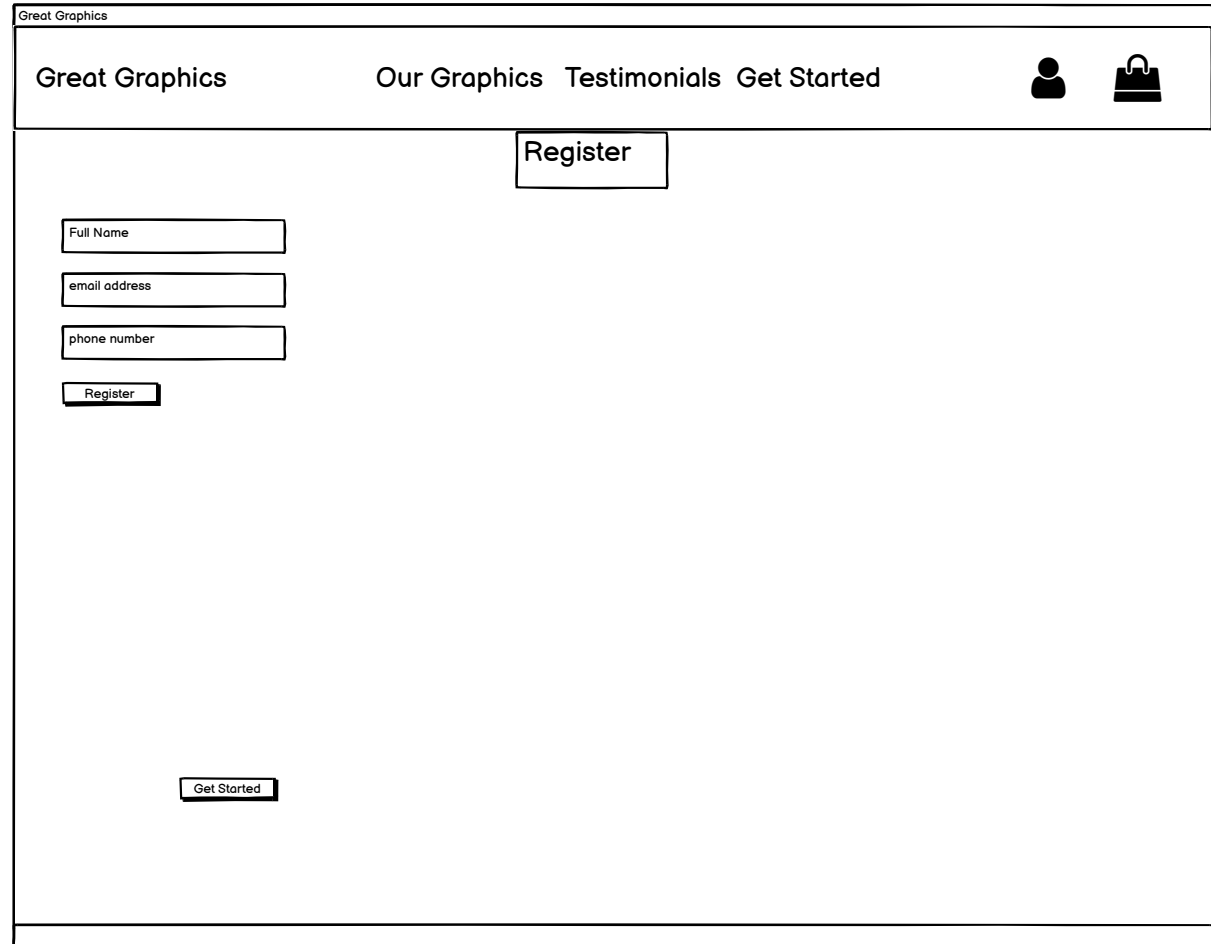 Great Graphics
Great Graphics Our Graphics Testimonials Get Started
Register
Full Name
email address
phone number
Register
Get Started